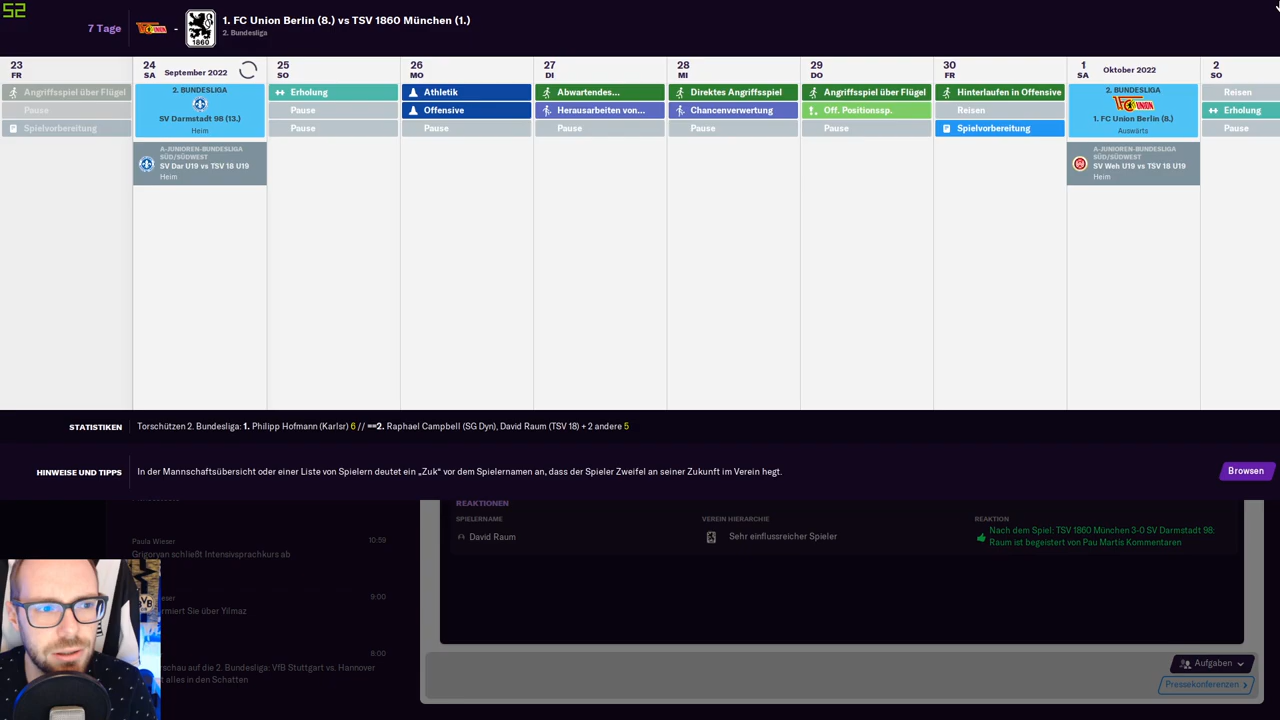 52
7 Tage
-
1. FC Union Berlin (8.) vs TSV 1860 München (1.)
2. Bundesliga
1860
23
FR
Angriffsspiel über Flügel
Pause
Spielvorbereitung
24
SA
September 2022
2. BUNDESLIGA
SV Darmstadt 98 (13.)
Heim
A-JUNIOREN-BUNDESLIGA
SÜD/SÜDWEST
SV Dar U19 vs TSV 18 U19
Heim
25
SO
Erholung
Pause
Pause
26
MO
Athletik
Offensive
Pause
27
DI
Abwartendes...
Herausarbeiten von...
Pause
28
MI
Direktes Angriffsspiel
Chancenverwertung
Pause
29
DO
Angriffsspiel über Flügel
Off. Positionssp.
Pause
30
FR
Hinterlaufen in Offensive
Reisen
Spielvorbereitung
1
SA
Oktober 2022
2. BUNDESLIGA
1. FC Union Berlin (8.)
Auswärts
A-JUNIOREN-BUNDESLIGA
SÜD/SÜDWEST
SV Weh U19 vs TSV 18 U19
Heim
2
SO
Reisen
Erholung
Pause
STATISTIKEN
Torschützen 2. Bundesliga: 1. Philipp Hofmann (Karlsr) 6 // ==2. Raphael Campbell (SG Dyn), David Raum (TSV 18) + 2 andere 5
HINWEISE UND TIPPS
In der Mannschaftsübersicht oder einer Liste von Spielern deutet ein „Zuk“ vor dem Spielernamen an, dass der Spieler Zweifel an seiner Zukunft im Verein hegt.
Browsen
Paula Wieser
10:59
Grigoryan schließt Intensivsprachkurs ab
9:00
ormiert Sie über Yilmaz
8:00
schau auf die 2. Bundesliga: VfB Stuttgart vs. Hannover
t alles in den Schatten
REAKTIONEN
SPIELERNAME
VEREIN HIERARCHIE
REAKTION
David Raum
Sehr einflussreicher Spieler
Nach dem Spiel: TSV 1860 München 3-0 SV Darmstadt 98:
Raum ist begeistert von Pau Martís Kommentaren
Aufgaben
Pressekonferenzen